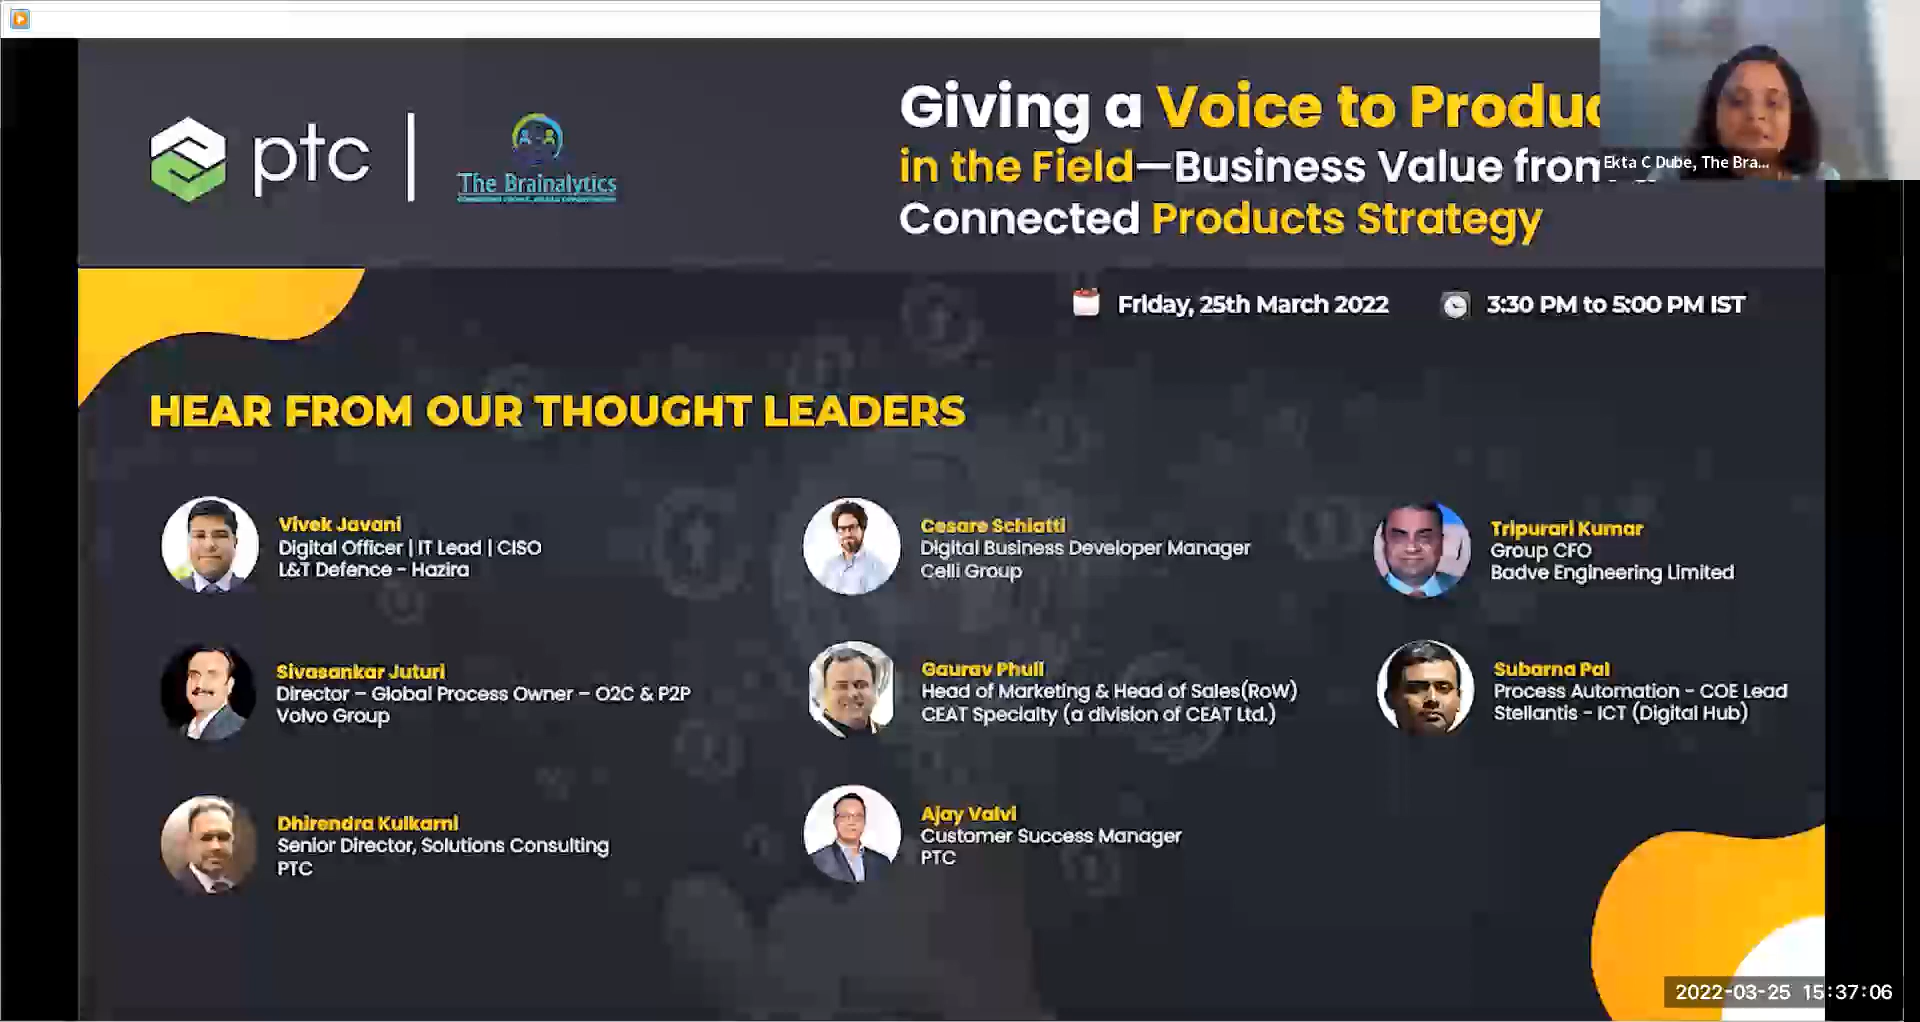 ptc
The Brainalytics
Giving a Voice to Produc
in the Field—Business Value from
Connected Products Strategy
Ekta C Dube, The Bra...
Friday, 25th March 2022
3:30 PM to 5:00 PM IST
HEAR FROM OUR THOUGHT LEADERS
Vivek Javani
Digital Officer | IT Lead | CISO
L&T Defence - Hazira
Cesare Schiatti
Digital Business Developer Manager
Celli Group
Tripurari Kumar
Group CFO
Badve Engineering Limited
Sivasankar Juturi
Director – Global Process Owner – O2C & P2P
Volvo Group
Gaurav Phull
Head of Marketing & Head of Sales(RoW)
CEAT Specialty (a division of CEAT Ltd.)
Subarna Pal
Process Automation - COE Lead
Stellantis - ICT (Digital Hub)
Dhirendra Kulkarni
Senior Director, Solutions Consulting
PTC
Ajay Valvi
Customer Success Manager
PTC
2022-03-25 15:37:06